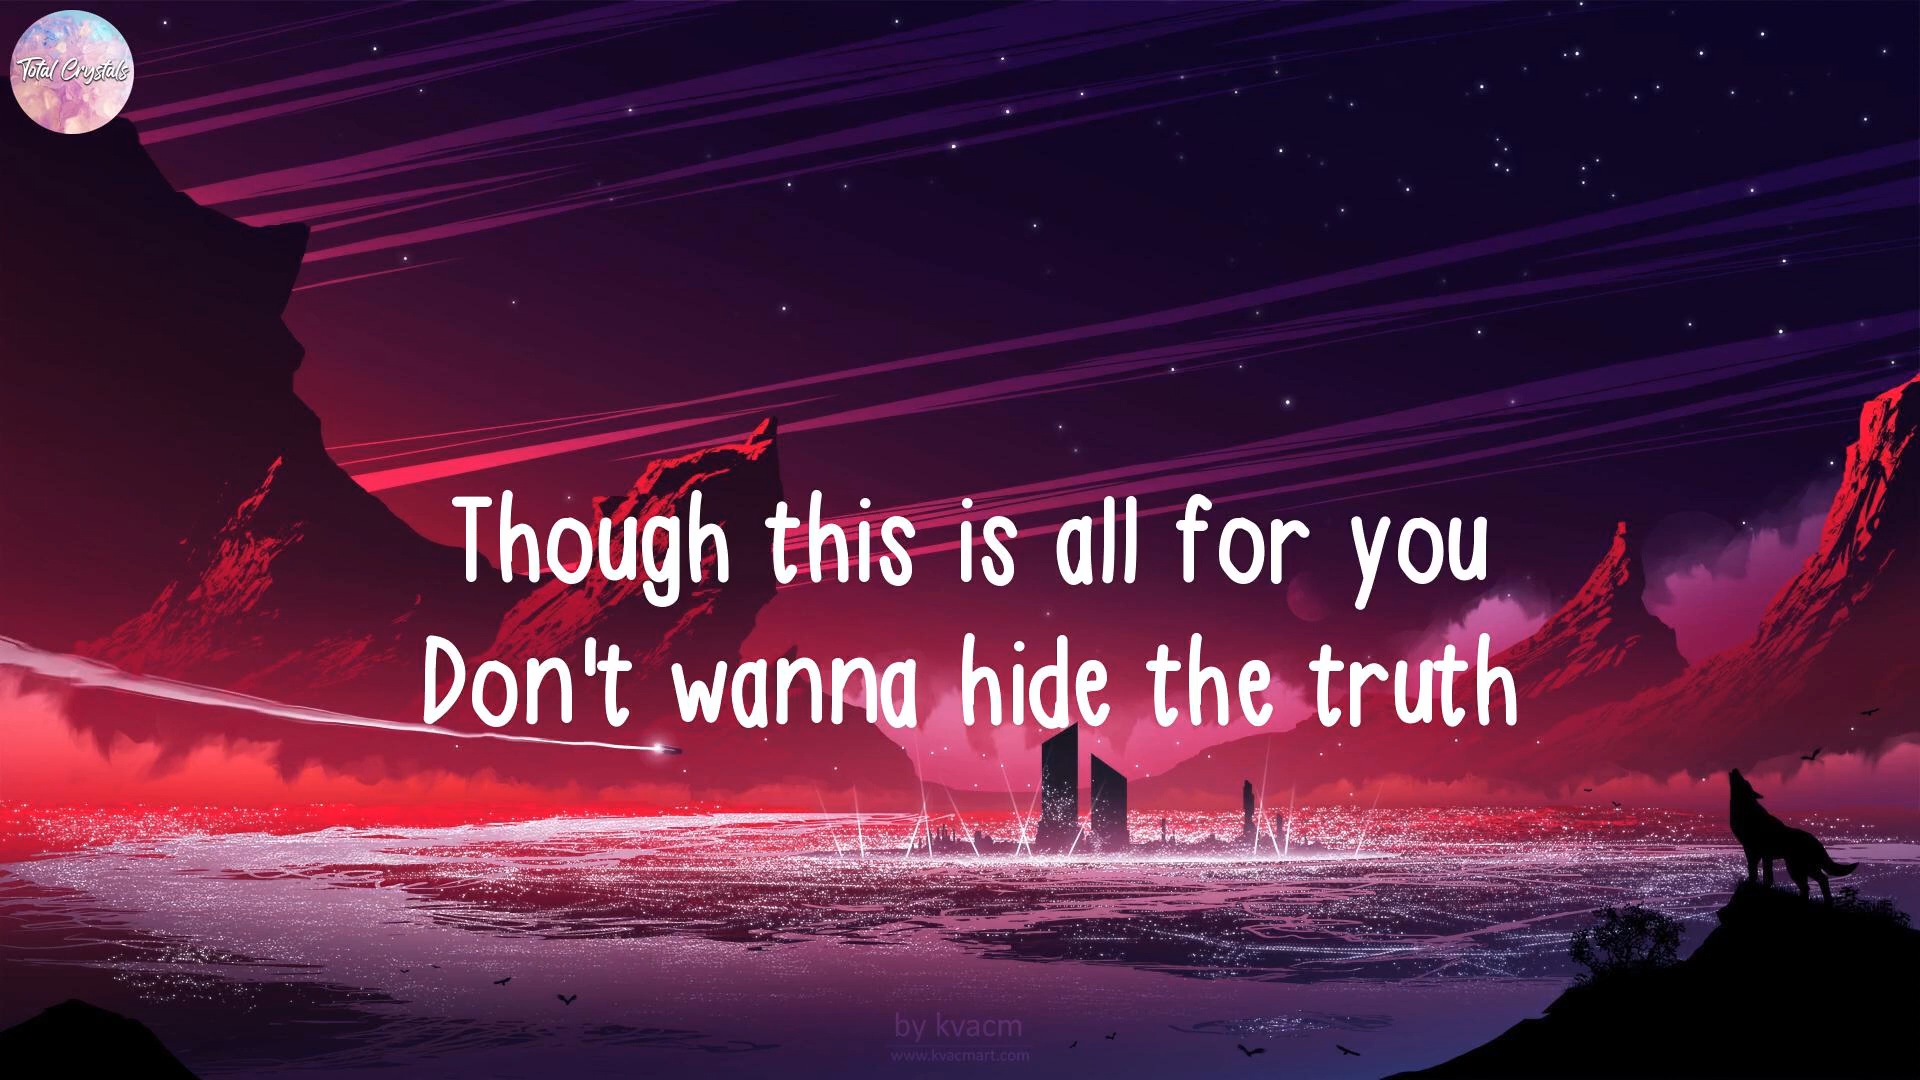 Total Crystals
Though this is all for you
Don't wanna hide the truth
by kvacm
www.kvacmart.com